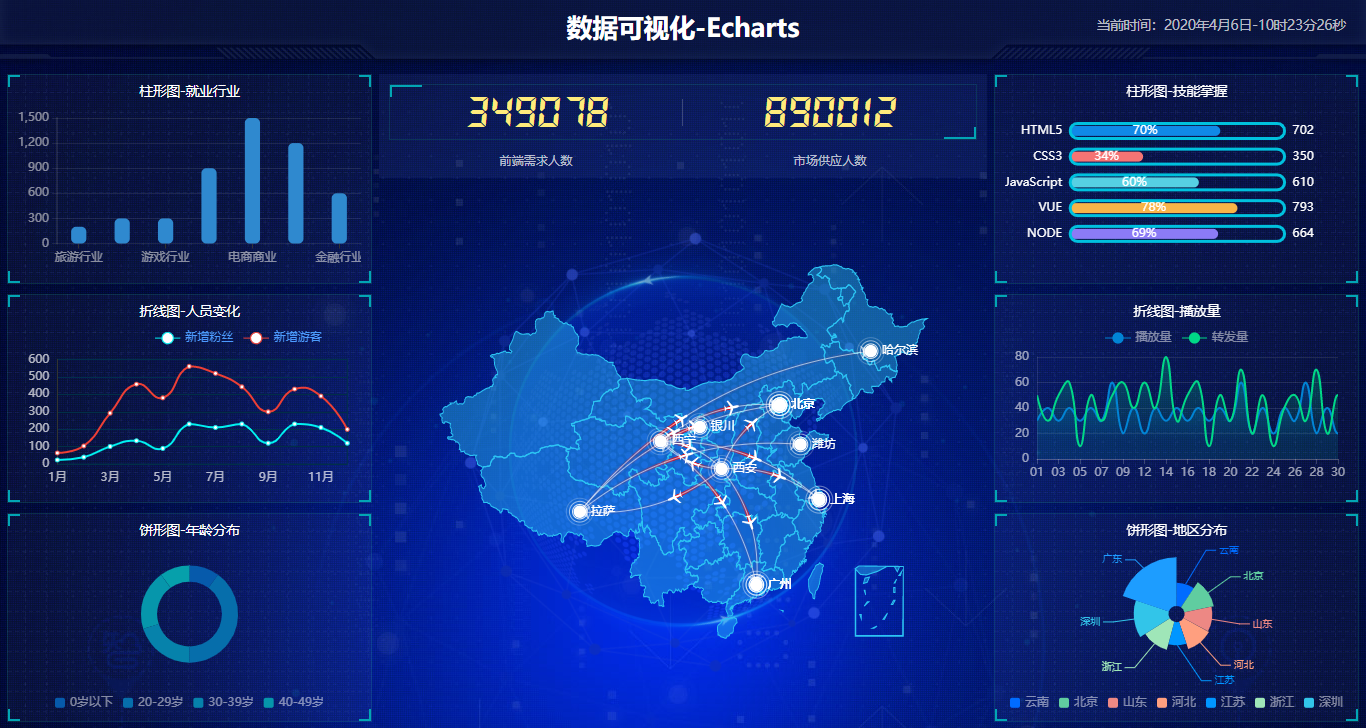 数据可视化-Echarts
当前时间：2020年4月6日-10时23分26秒
柱形图-就业行业
1,500
1,200
900
600
300
0
旅游行业 游戏行业 电商商业 金融行业
折线图-人员变化
新增粉丝 新增游客
600
500
400
300
200
100
0
1月 3月 5月 7月 9月 11月
饼形图-年龄分布
0岁以下 20-29岁 30-39岁 40-49岁
349078 890012
前端需求人数 市场供应人数
哈尔滨
北京
银川
西宁
潍坊
西安
上海
拉萨
广州
柱形图-技能掌握
HTML5 70% 702
CSS3 34% 350
JavaScript 60% 610
VUE 78% 793
NODE 69% 664
折线图-播放量
播放量 转发量
80
60
40
20
0
01 03 05 07 09 12 14 16 18 20 22 24 26 28 30
饼形图-地区分布
广东 云南
北京
深圳 山东
浙江 河北
江苏
云南 北京 山东 河北 江苏 浙江 深圳